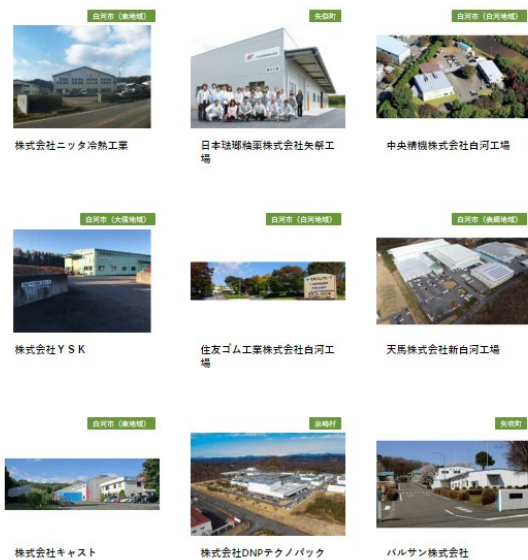 白河市（東地域）
矢祭町
白河市（白河地域）
株式会社ニッタ冷熱工業
日本琺瑯釉薬株式会社矢祭工
場
中央精機株式会社白河工場
白河市（大信地域）
白河市（白河地域）
白河市（表郷地域）
株式会社ＹＳＫ
住友ゴム工業株式会社白河工
場
天馬株式会社新白河工場
白河市（東地域）
泉崎村
矢吹町
株式会社キャスト
株式会社DNPテクノパック
バルサン株式会社